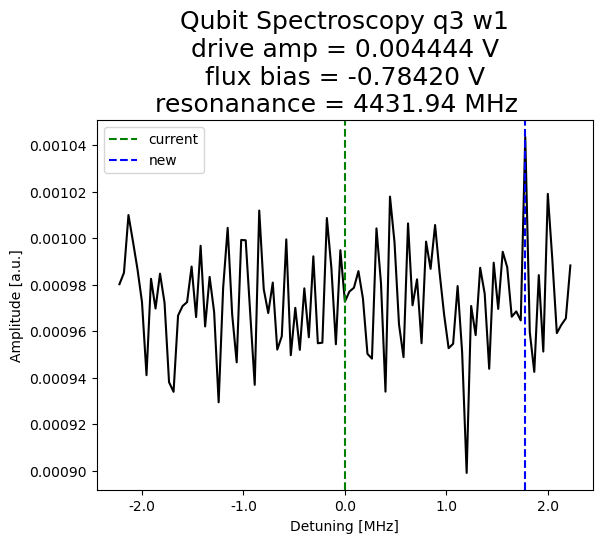 Qubit Spectroscopy q3 w1
drive amp = 0.004444 V
flux bias = -0.78420 V
resonanance = 4431.94 MHz
current
new
0.00104
0.00102
0.00100
0.00098
0.00096
0.00094
0.00092
0.00090
Amplitude [a.u.]
-2.0 -1.0 0.0 1.0 2.0
Detuning [MHz]